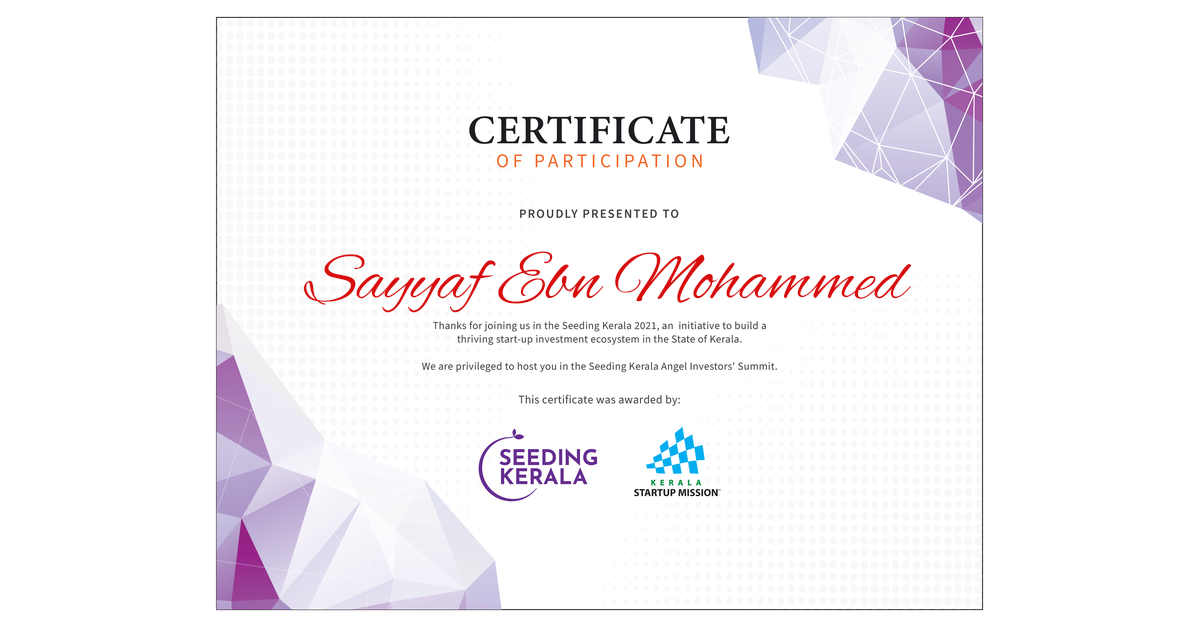 CERTIFICATE
OF PARTICIPATION
PROUDLY PRESENTED TO
Sayyaf Ebn Mohammed
Thanks for joining us in the Seeding Kerala 2021, an initiative to build a
thriving start-up investment ecosystem in the State of Kerala.
We are privileged to host you in the Seeding Kerala Angel Investors' Summit.
This certificate was awarded by:
SEEDING
KERALA
KERALA
STARTUP MISSION